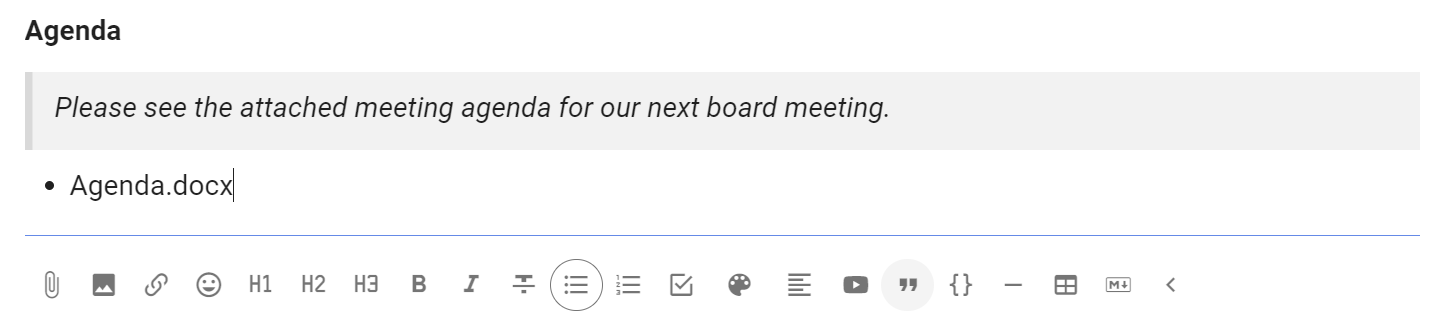 Agenda
Please see the attached meeting agenda for our next board meeting.
• Agenda.docx
H1 H2 H3 B I {} M↓ <